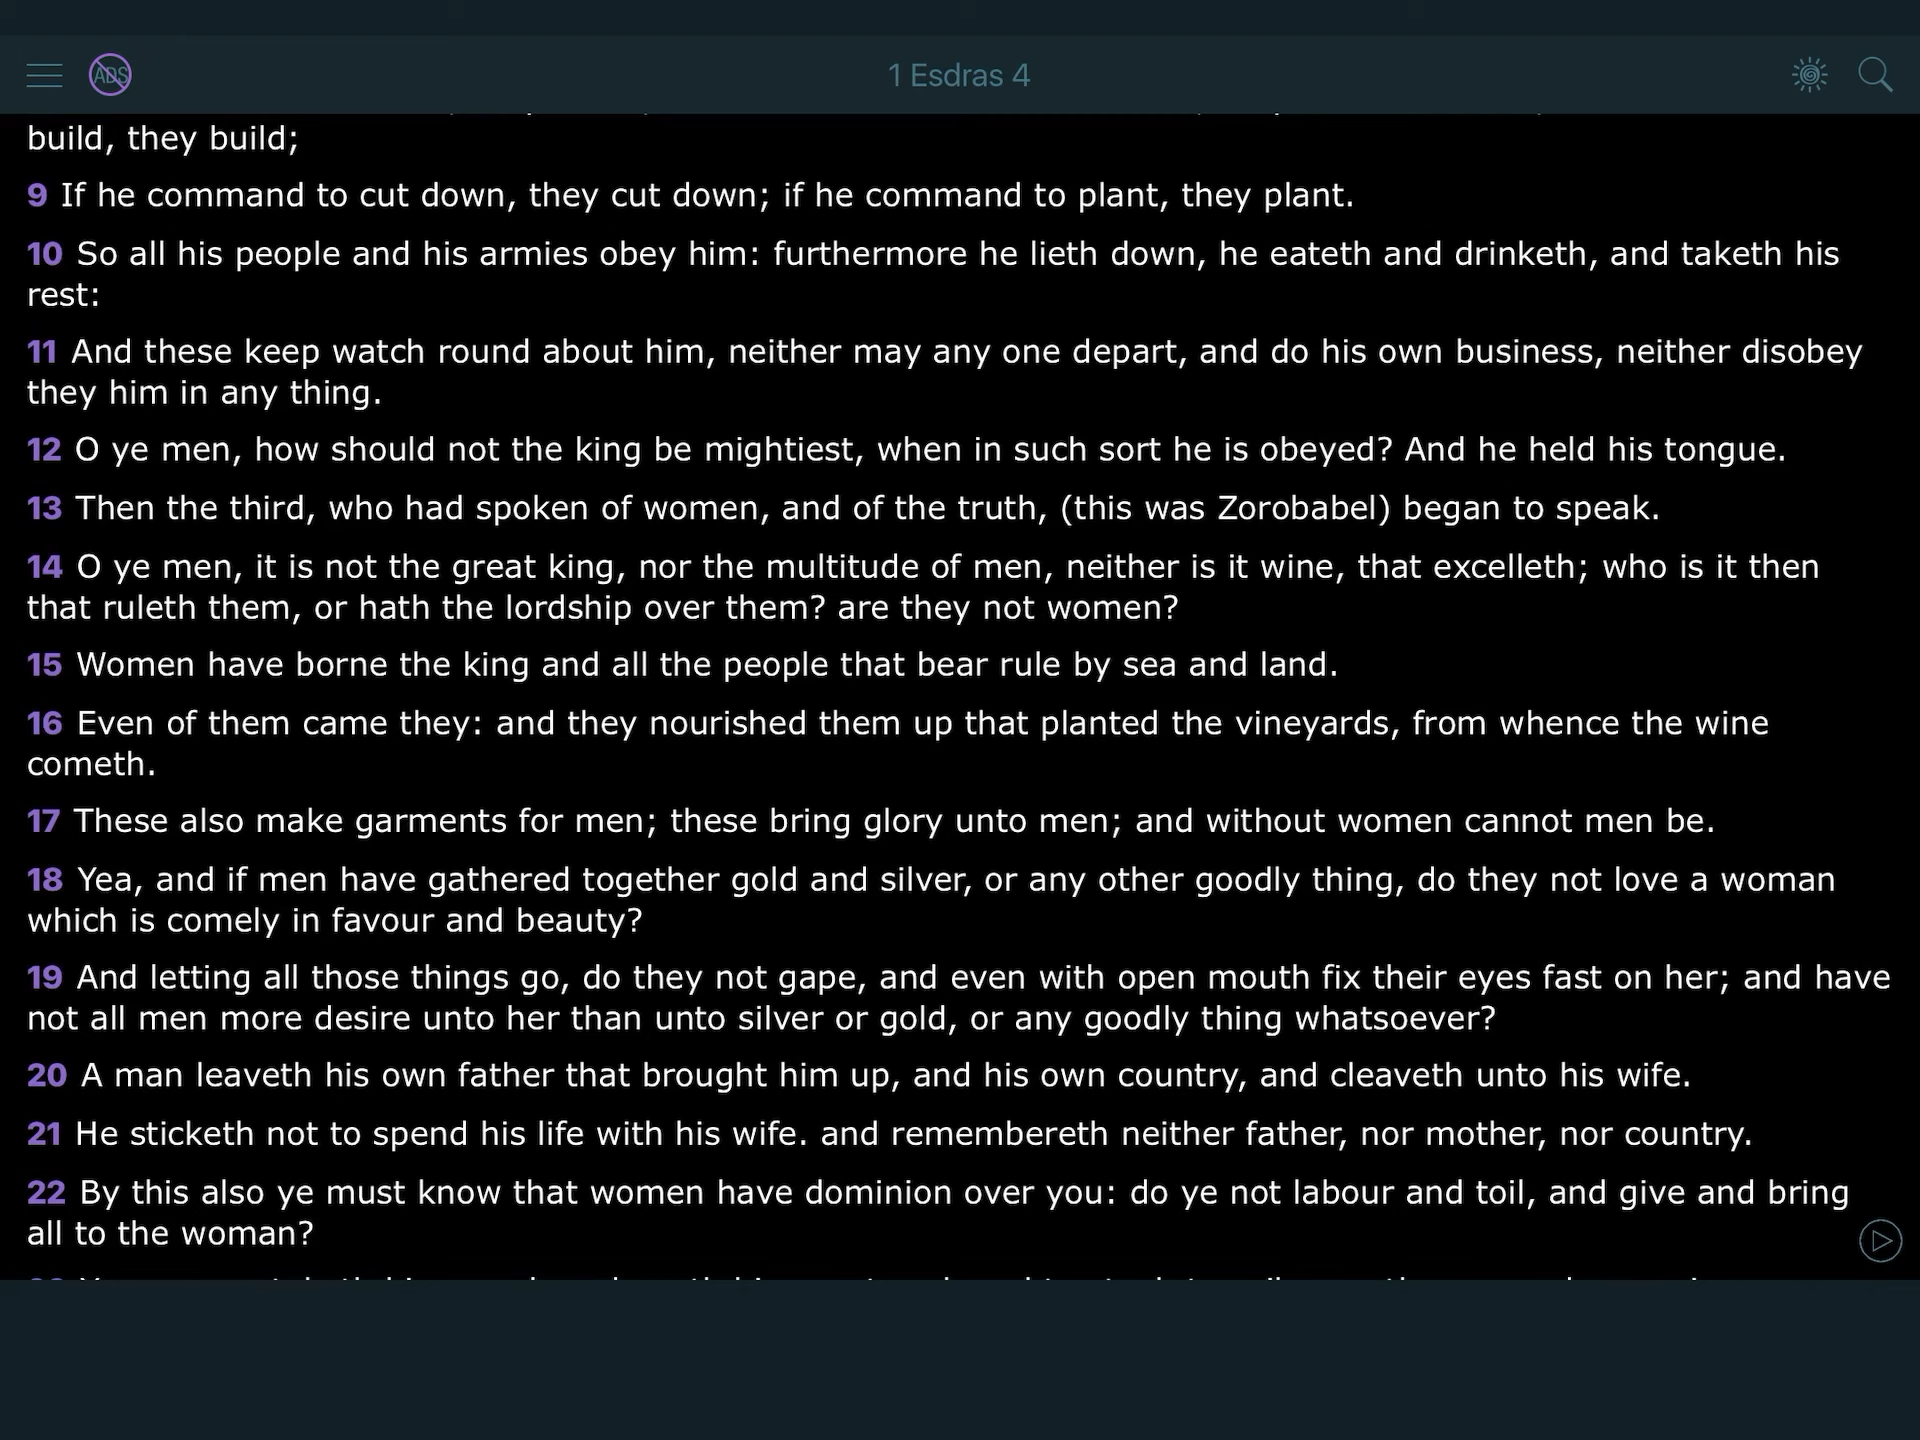 ADS
1 Esdras 4
build, they build;
9 If he command to cut down, they cut down; if he command to plant, they plant.
10 So all his people and his armies obey him: furthermore he lieth down, he eateth and drinketh, and taketh his
rest:
11 And these keep watch round about him, neither may any one depart, and do his own business, neither disobey
they him in any thing.
12 O ye men, how should not the king be mightiest, when in such sort he is obeyed? And he held his tongue.
13 Then the third, who had spoken of women, and of the truth, (this was Zorobabel) began to speak.
14 O ye men, it is not the great king, nor the multitude of men, neither is it wine, that excelleth; who is it then
that ruleth them, or hath the lordship over them? are they not women?
15 Women have borne the king and all the people that bear rule by sea and land.
16 Even of them came they: and they nourished them up that planted the vineyards, from whence the wine
cometh.
17 These also make garments for men; these bring glory unto men; and without women cannot men be.
18 Yea, and if men have gathered together gold and silver, or any other goodly thing, do they not love a woman
which is comely in favour and beauty?
19 And letting all those things go, do they not gape, and even with open mouth fix their eyes fast on her; and have
not all men more desire unto her than unto silver or gold, or any goodly thing whatsoever?
20 A man leaveth his own father that brought him up, and his own country, and cleaveth unto his wife.
21 He sticketh not to spend his life with his wife. and remembereth neither father, nor mother, nor country.
22 By this also ye must know that women have dominion over you: do ye not labour and toil, and give and bring
all to the woman?